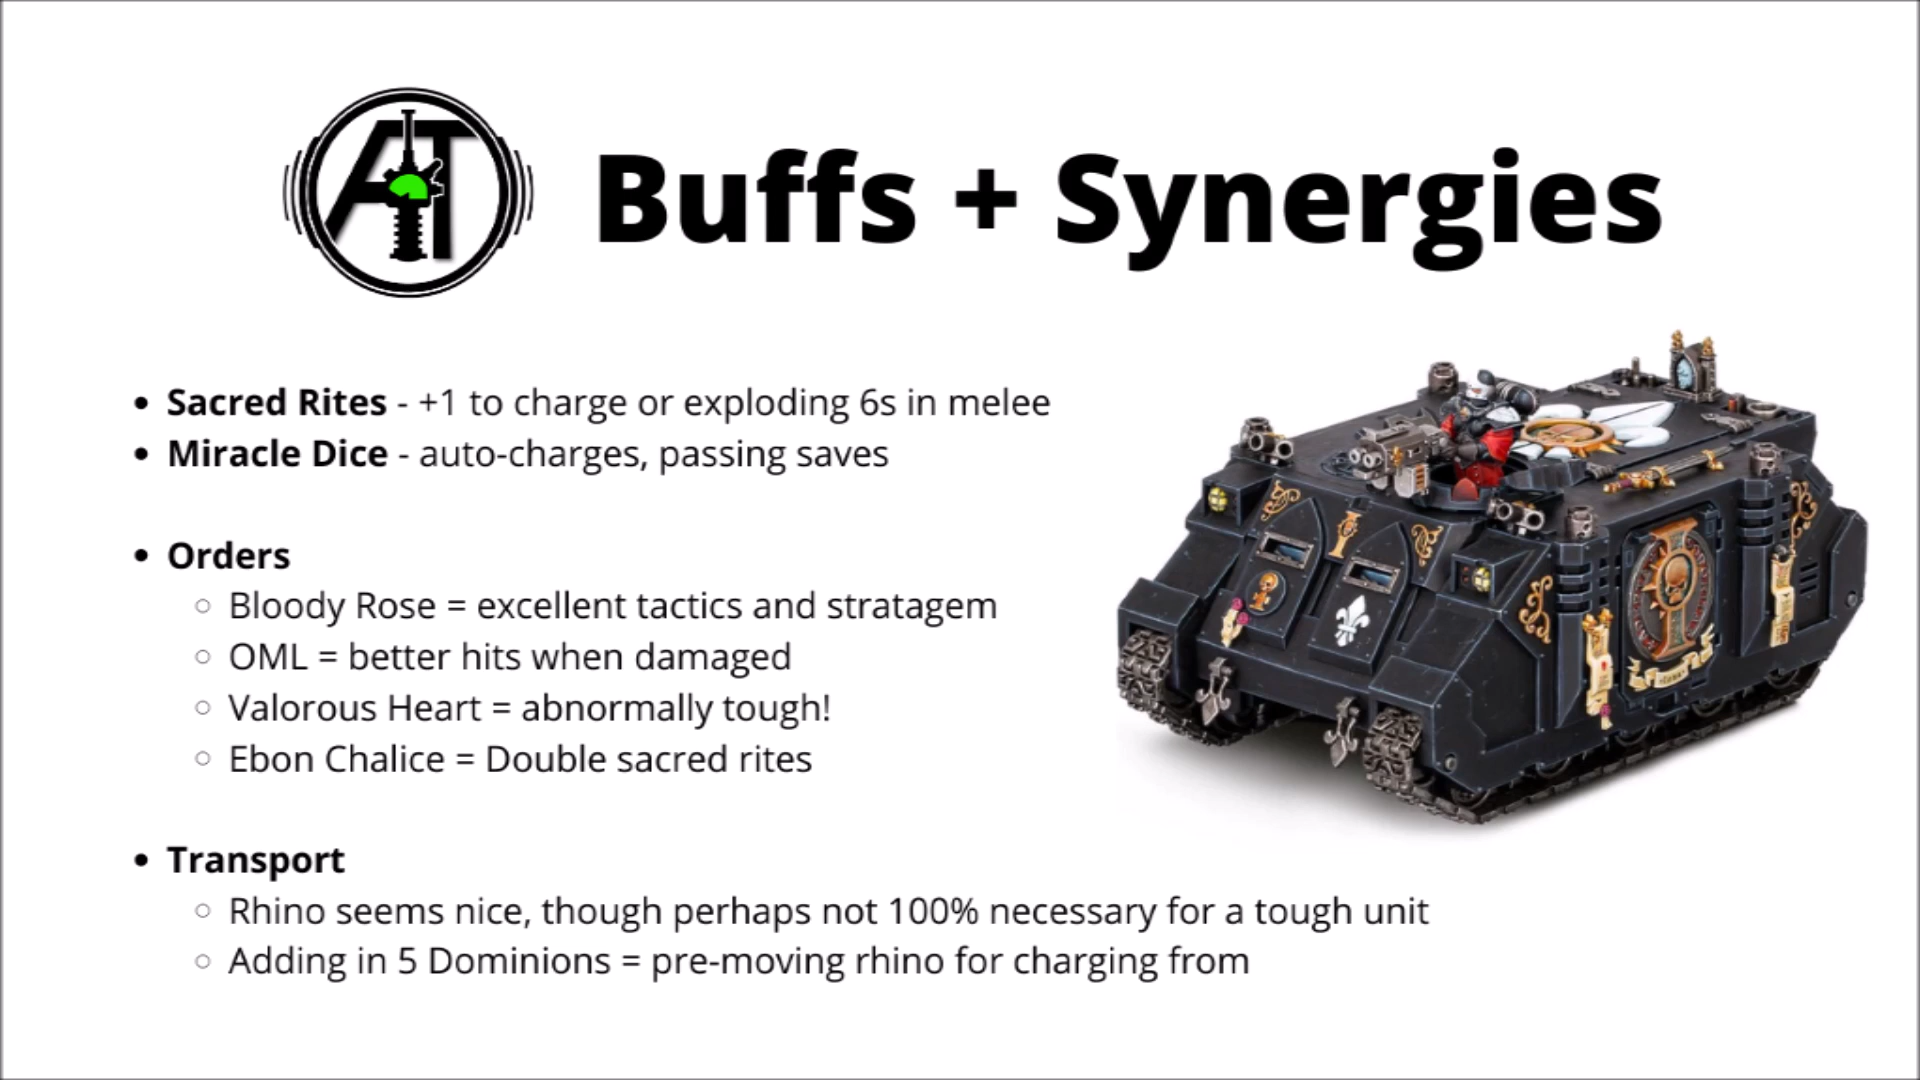 AT
Buffs + Synergies
Sacred Rites - +1 to charge or exploding 6s in melee
Miracle Dice - auto-charges, passing saves
Orders
Bloody Rose = excellent tactics and stratagem
OML = better hits when damaged
Valorous Heart = abnormally tough!
Ebon Chalice = Double sacred rites
Transport
Rhino seems nice, though perhaps not 100% necessary for a tough unit
Adding in 5 Dominions = pre-moving rhino for charging from